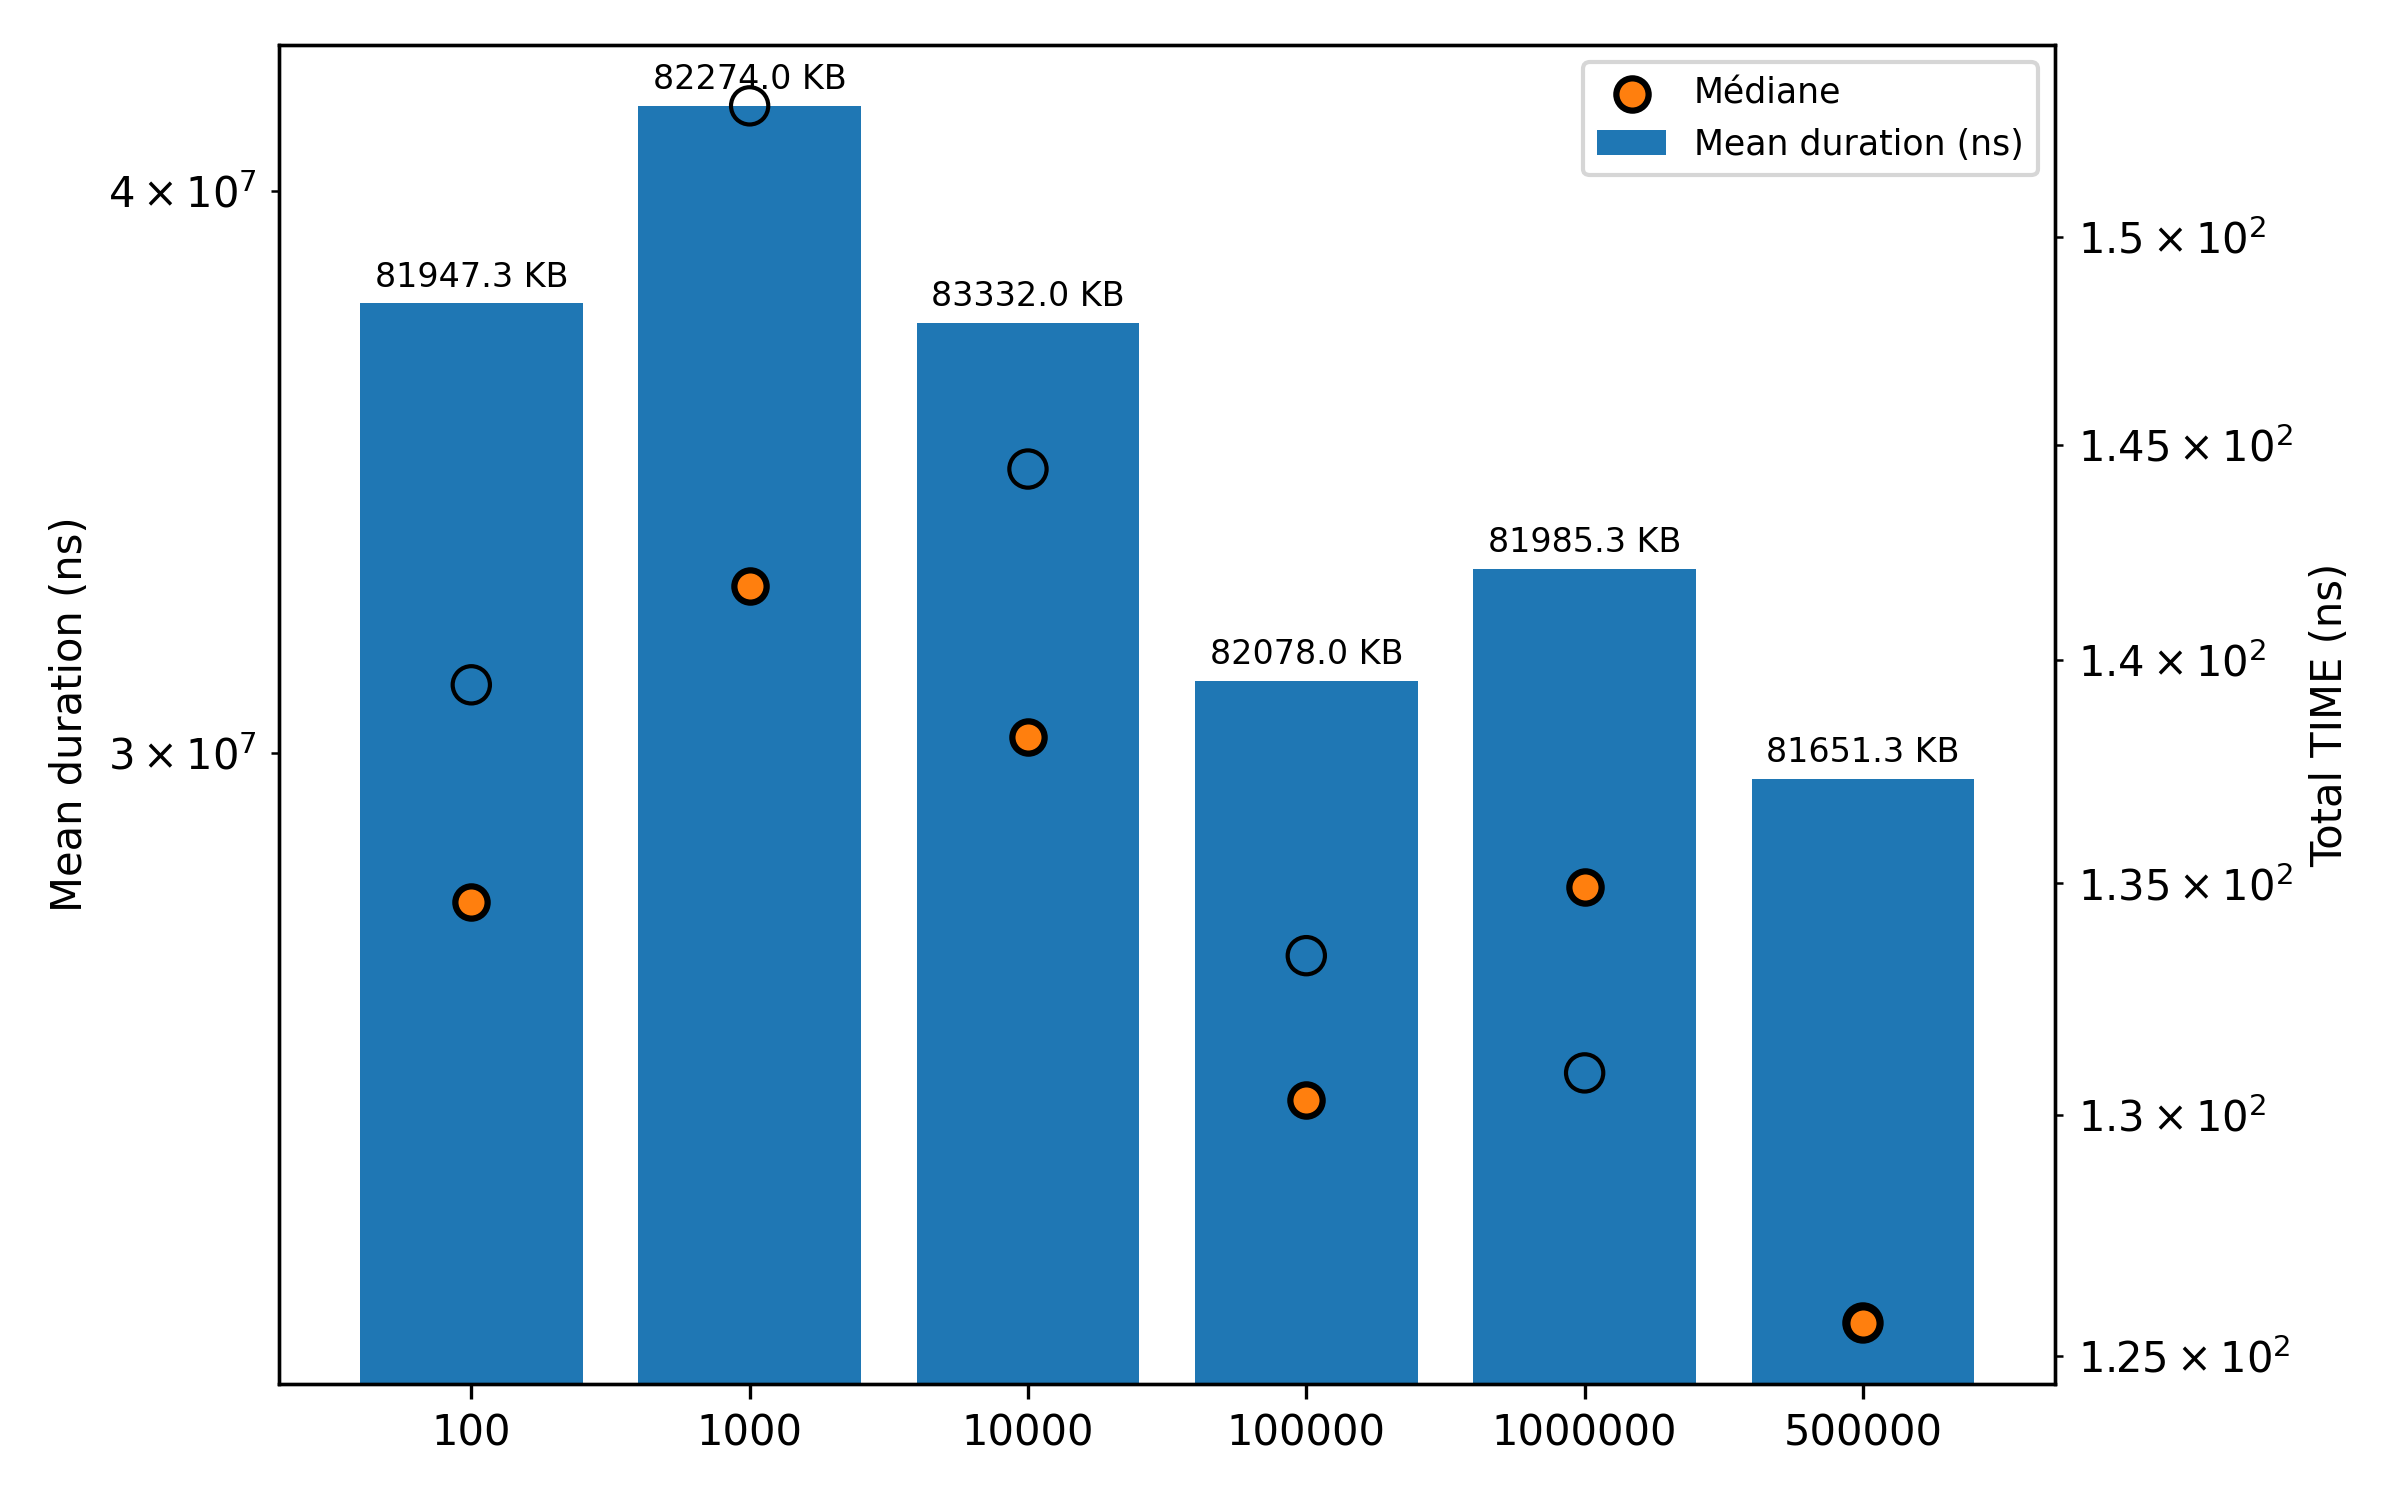 Médiane
Mean duration (ns)
82274.0 KB
81947.3 KB
83332.0 KB
81985.3 KB
82078.0 KB
81651.3 KB
Mean duration (ns)
4 × 10⁷
3 × 10⁷
Total TIME (ns)
1.5 × 10²
1.45 × 10²
1.4 × 10²
1.35 × 10²
1.3 × 10²
1.25 × 10²
100 1000 10000 100000 1000000 500000